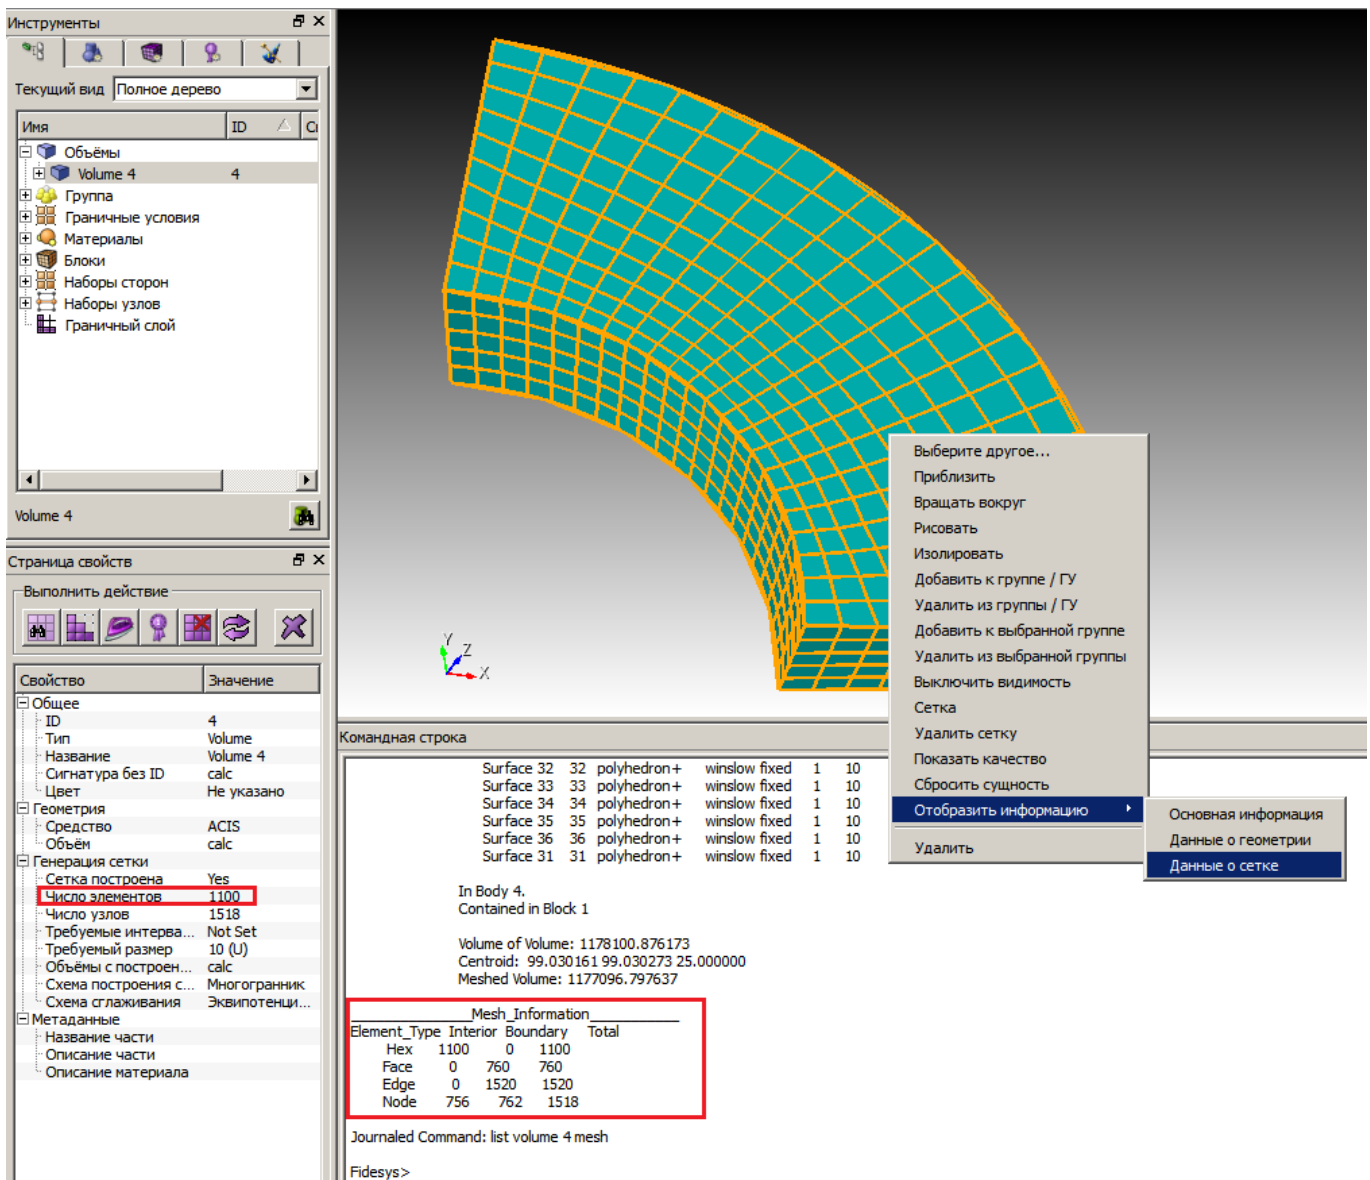 Инструменты
Текущий вид Полное дерево
Имя ID
Объёмы
Volume 4 4
Группа
Граничные условия
Материалы
Блоки
Наборы сторон
Наборы узлов
Граничный слой
Volume 4
Страница свойств
Выполнить действие
Свойство Значение
Общее
ID 4
Тип Volume
Название Volume 4
Сигнатура без ID calc
Цвет Не указано
Геометрия
Средство ACIS
Объём calc
Генерация сетки
Сетка построена Yes
Число элементов 1100
Число узлов 1518
Требуемые интерва... Not Set
Требуемый размер 10 (U)
Объёмы с построен... calc
Схема построения с... Многогранник
Схема сглаживания Эквипотенци...
Метаданные
Название части
Описание части
Описание материала
Y
Z
X
Выберите другое...
Приблизить
Вращать вокруг
Рисовать
Изолировать
Добавить к группе / ГУ
Удалить из группы / ГУ
Добавить к выбранной группе
Удалить из выбранной группы
Выключить видимость
Сетка
Удалить сетку
Показать качество
Сбросить сущность
Отобразить информацию
Удалить
Основная информация
Данные о геометрии
Данные о сетке
Командная строка
Surface 32 32 polyhedron+ winslow fixed 1 10
Surface 33 33 polyhedron+ winslow fixed 1 10
Surface 34 34 polyhedron+ winslow fixed 1 10
Surface 35 35 polyhedron+ winslow fixed 1 10
Surface 36 36 polyhedron+ winslow fixed 1 10
Surface 31 31 polyhedron+ winslow fixed 1 10
In Body 4.
Contained in Block 1
Volume of Volume: 1178100.876173
Centroid: 99.030161 99.030273 25.000000
Meshed Volume: 1177096.797637
______________Mesh_Information___________
Element_Type Interior Boundary Total
Hex 1100 0 1100
Face 0 760 760
Edge 0 1520 1520
Node 756 762 1518
Journaled Command: list volume 4 mesh
Fidesys>